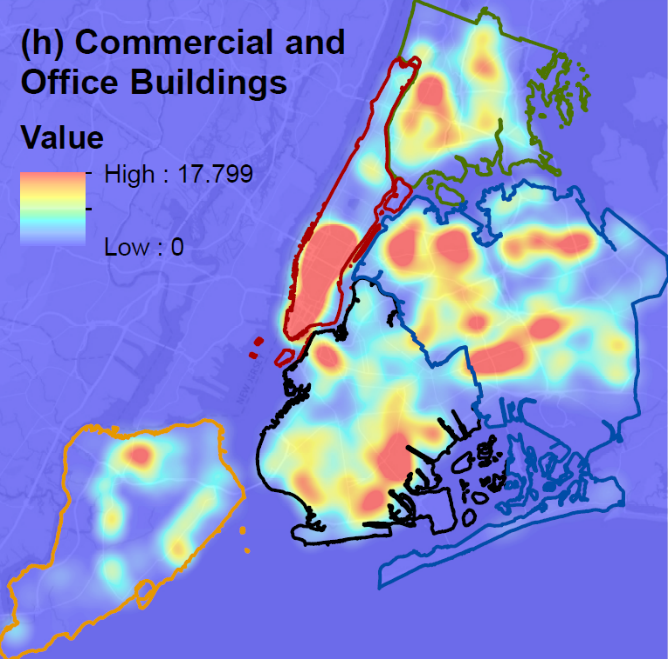 (h) Commercial and
Office Buildings
Value
High : 17.799
Low : 0